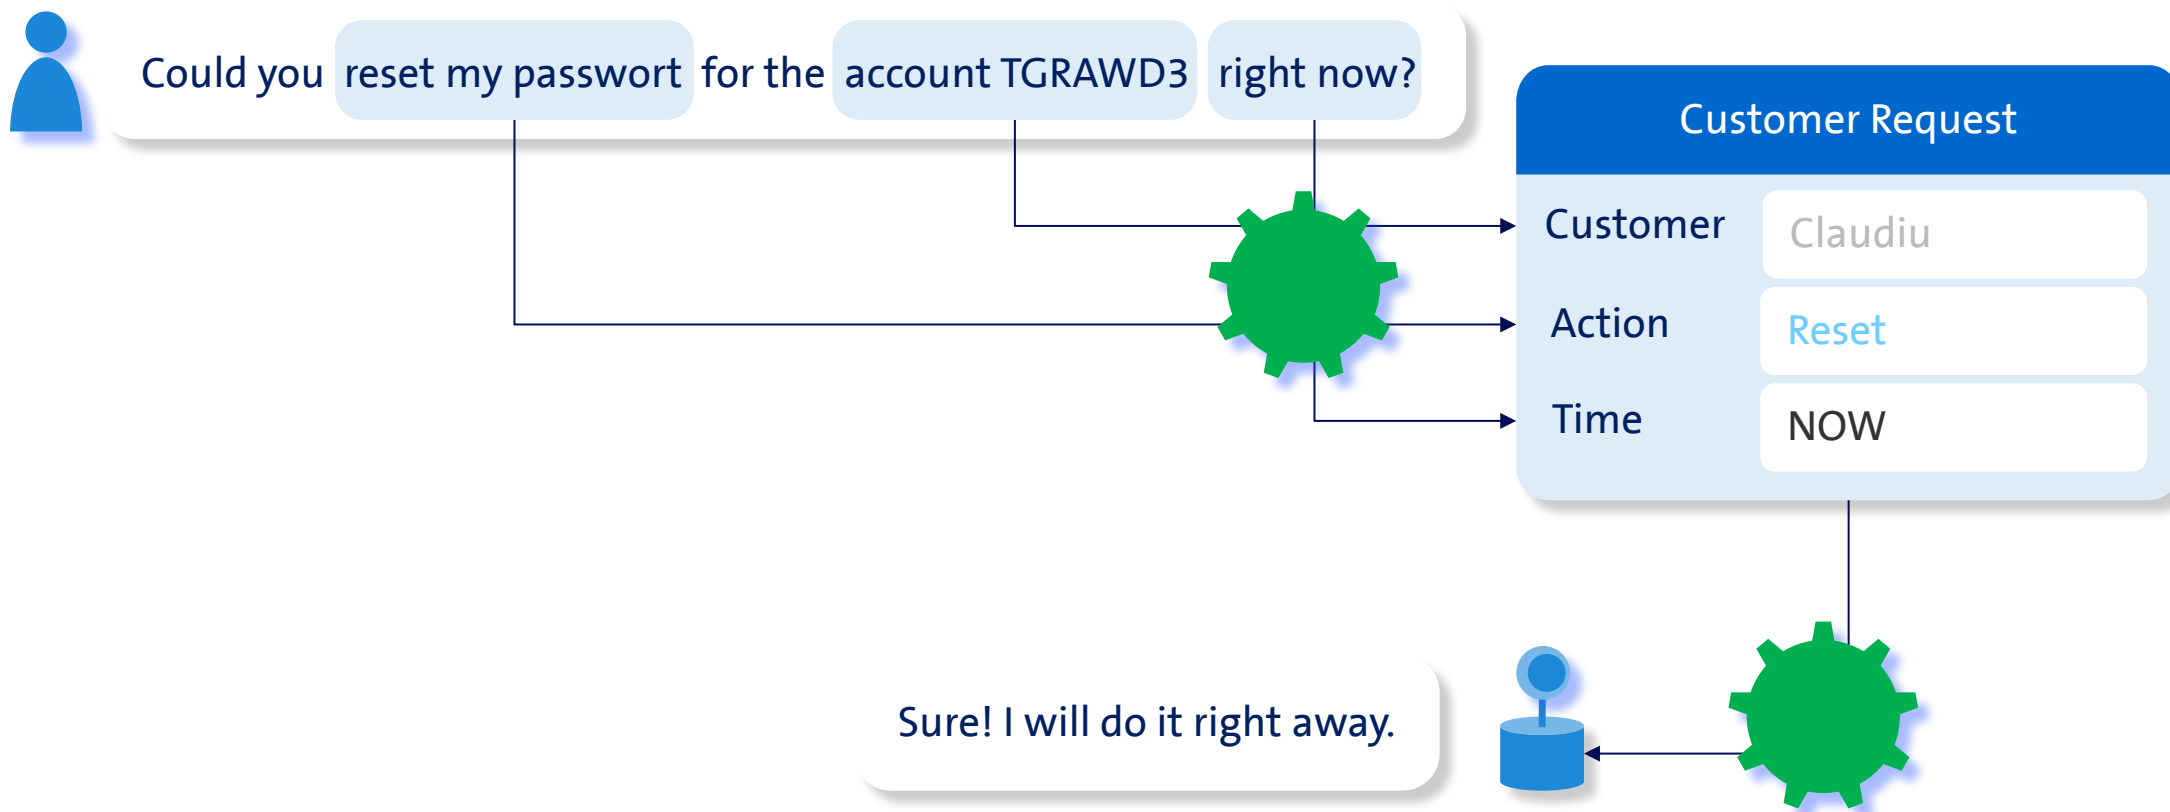 Could you reset my passwort for the account TGRAWD3 right now?
Customer Request
Customer Claudiu
Action Reset
Time NOW
Sure! I will do it right away.